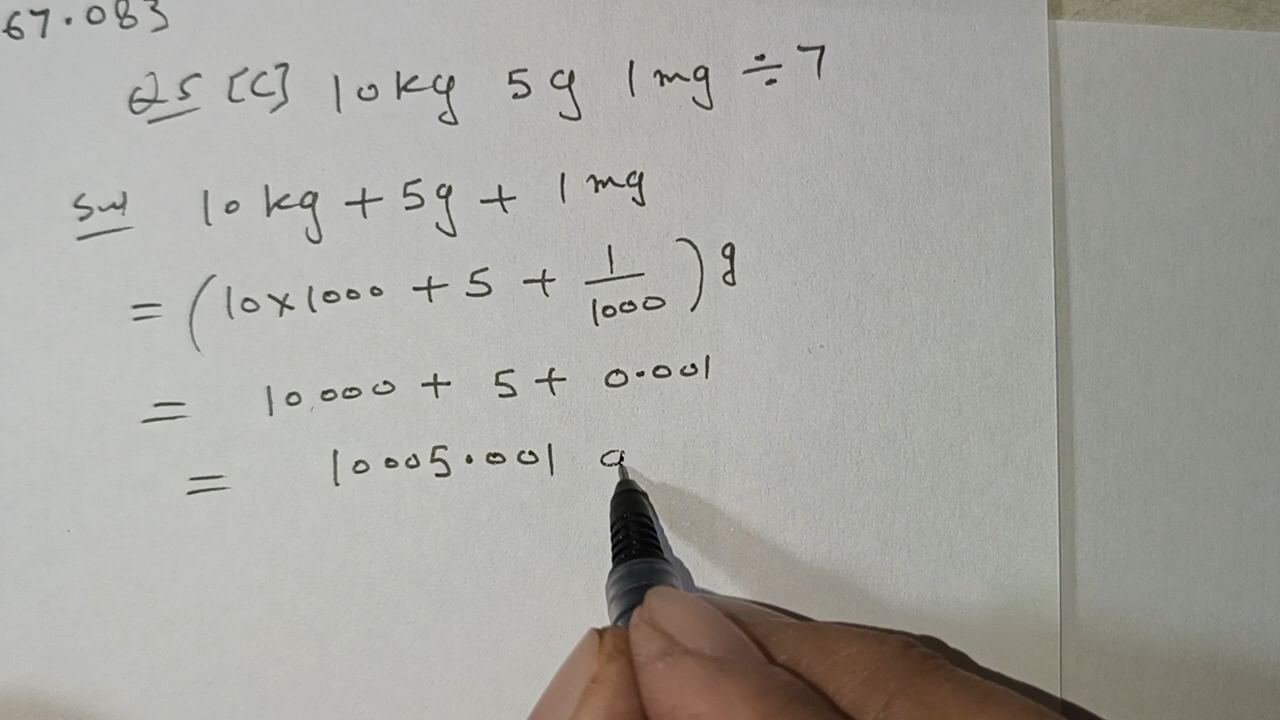 67.083
Q5 [C] 10kg 5g 1mg ÷ 7
Sol 10kg + 5g + 1mg
= (10×1000 + 5 + 1/1000) g
= 10,000 + 5 + 0.001
= 10005.001 g